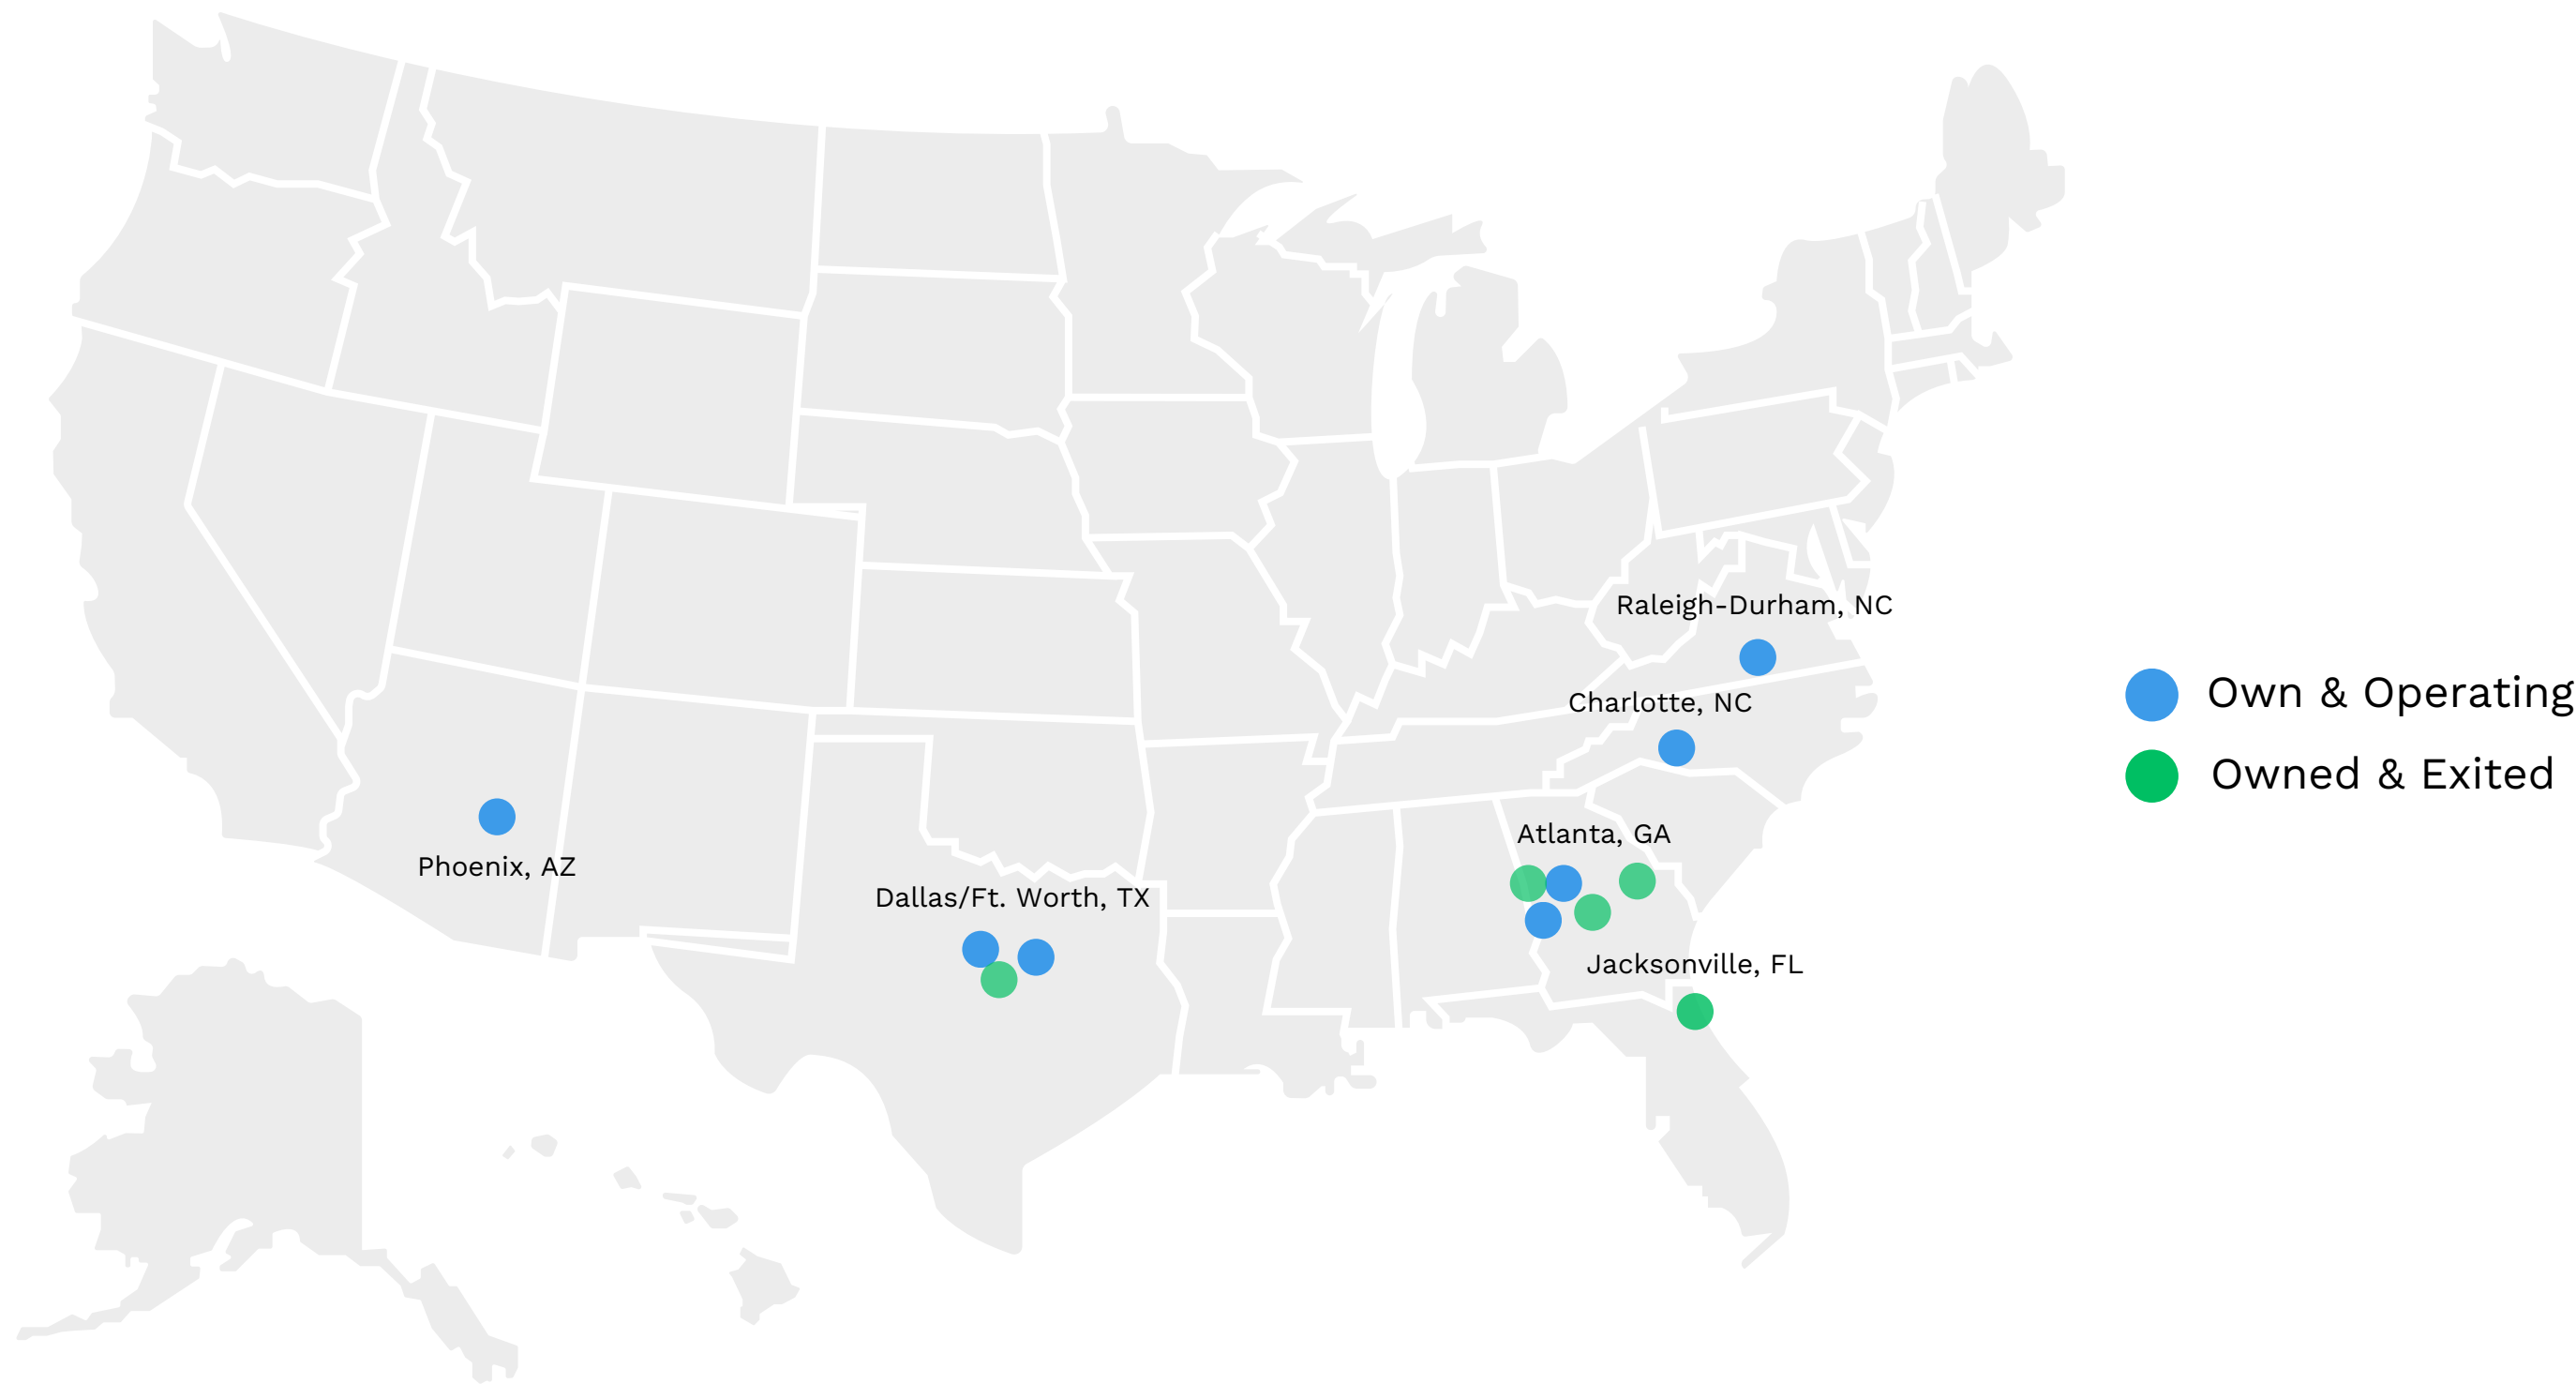 Raleigh-Durham, NC
Charlotte, NC
Own & Operating
Owned & Exited
Atlanta, GA
Phoenix, AZ
Dallas/Ft. Worth, TX
Jacksonville, FL